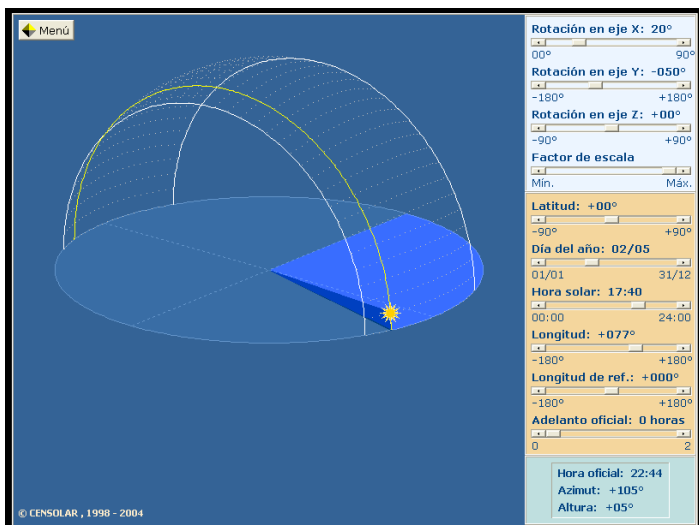 Menú
Rotación en eje X: 20°
00° 90°
Rotación en eje Y: -050°
-180° +180°
Rotación en eje Z: +00°
-90° +90°
Factor de escala
Mín. Máx.
Latitud: +00°
-90° +90°
Día del año: 02/05
01/01 31/12
Hora solar: 17:40
00:00 24:00
Longitud: +077°
-180° +180°
Longitud de ref.: +000°
-180° +180°
Adelanto oficial: 0 horas
0 2
Hora oficial: 22:44
Azimut: +105°
Altura: +05°
© CENSOLAR , 1998 - 2004